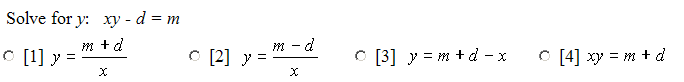 Solve for y: xy - d = m
[1] y = (m + d)/x [2] y = (m - d)/x [3] y = m + d - x [4] xy = m + d